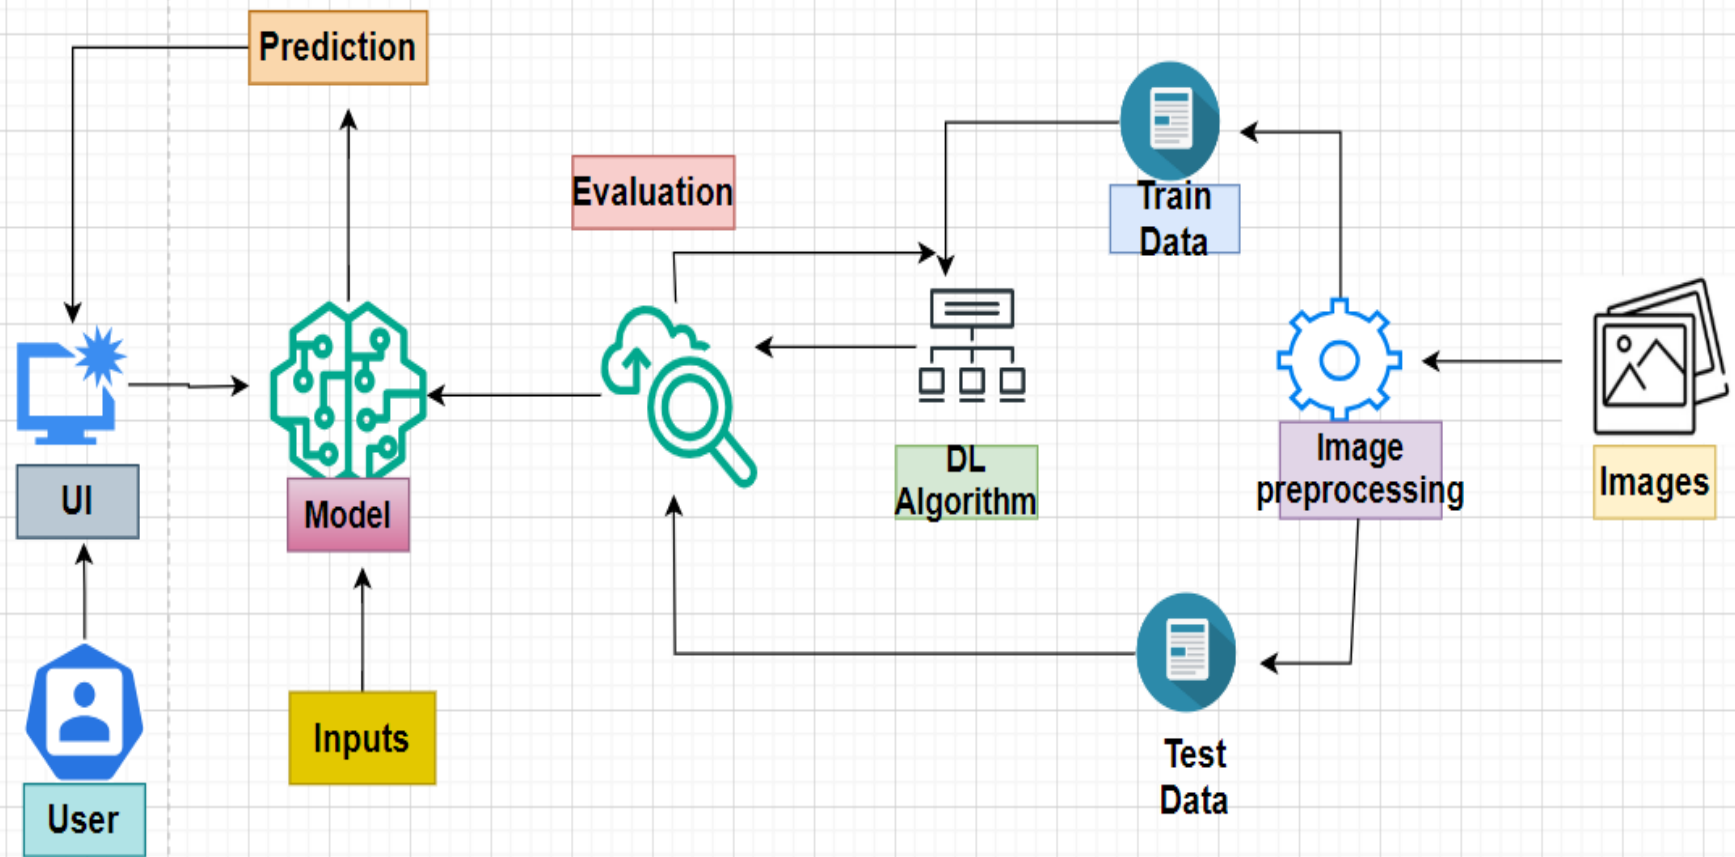 Prediction
Evaluation
Train
Data
UI
Model
DL
Algorithm
Image
preprocessing
Images
Inputs
User
Test
Data